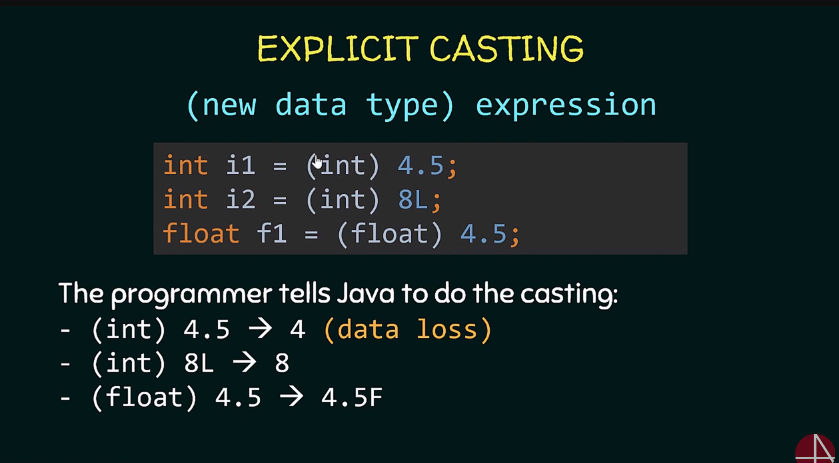 EXPLICIT CASTING
(new data type) expression
int i1 = (int) 4.5;
int i2 = (int) 8L;
float f1 = (float) 4.5;
The programmer tells Java to do the casting:
- (int) 4.5 → 4 (data loss)
- (int) 8L → 8
- (float) 4.5 → 4.5F